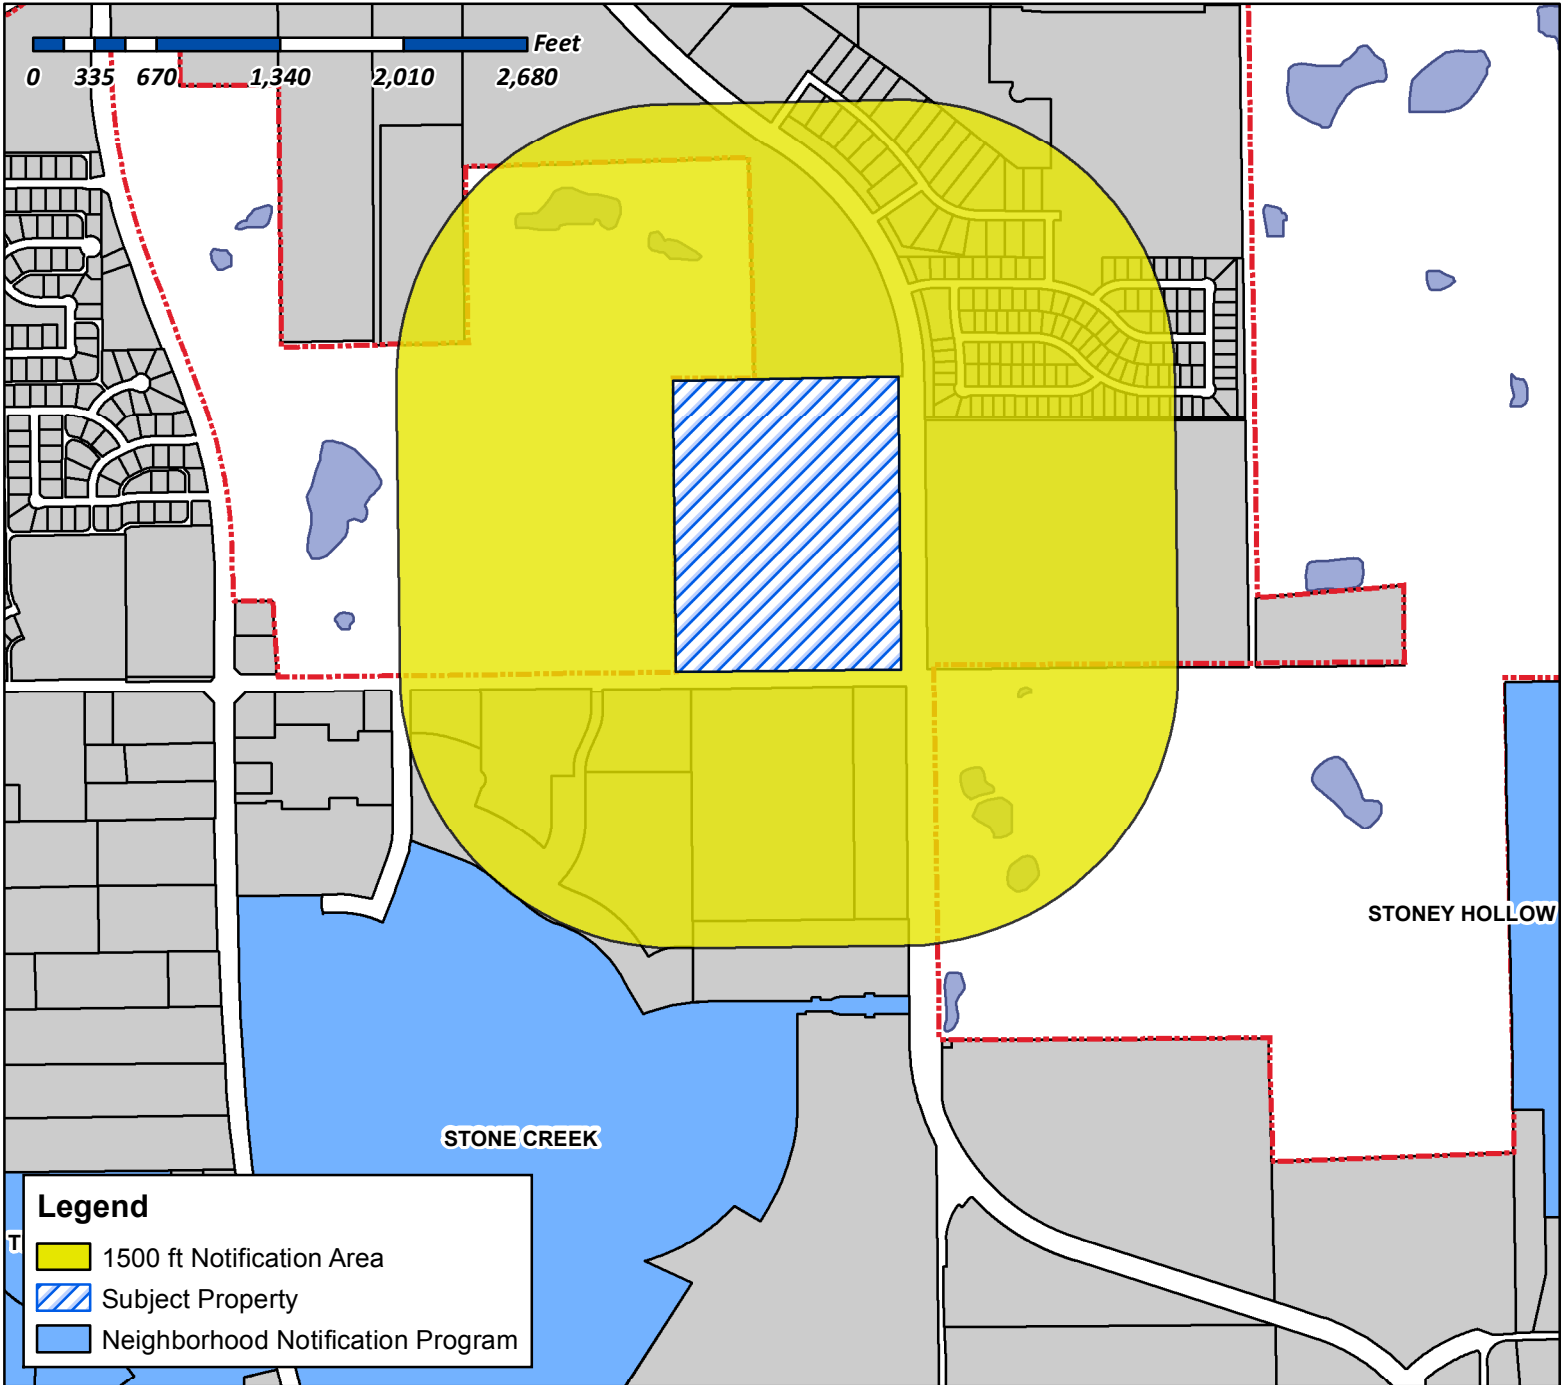 Feet
0 335 670 1,340 2,010 2,680
STONEY HOLLOW
STONE CREEK
T
Legend
1500 ft Notification Area
Subject Property
Neighborhood Notification Program